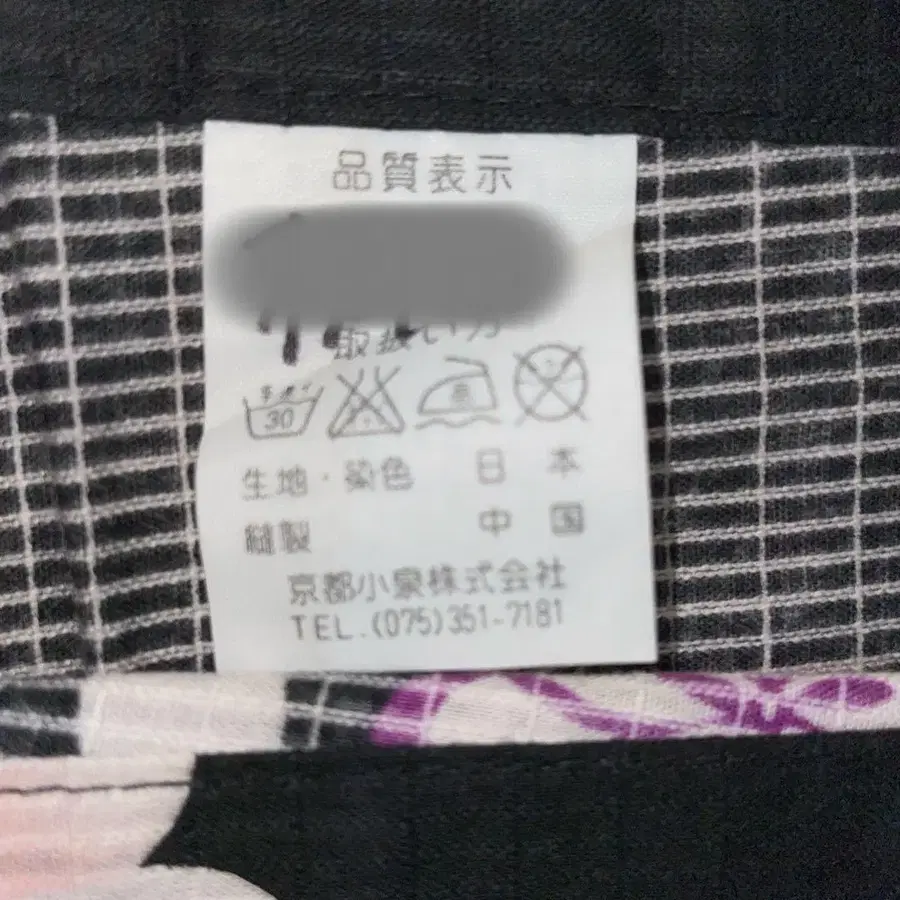 品質表示
取扱い方
30
生地・染色 日本
縫製 中国
京都小泉株式会社
TEL.(075)351-7181